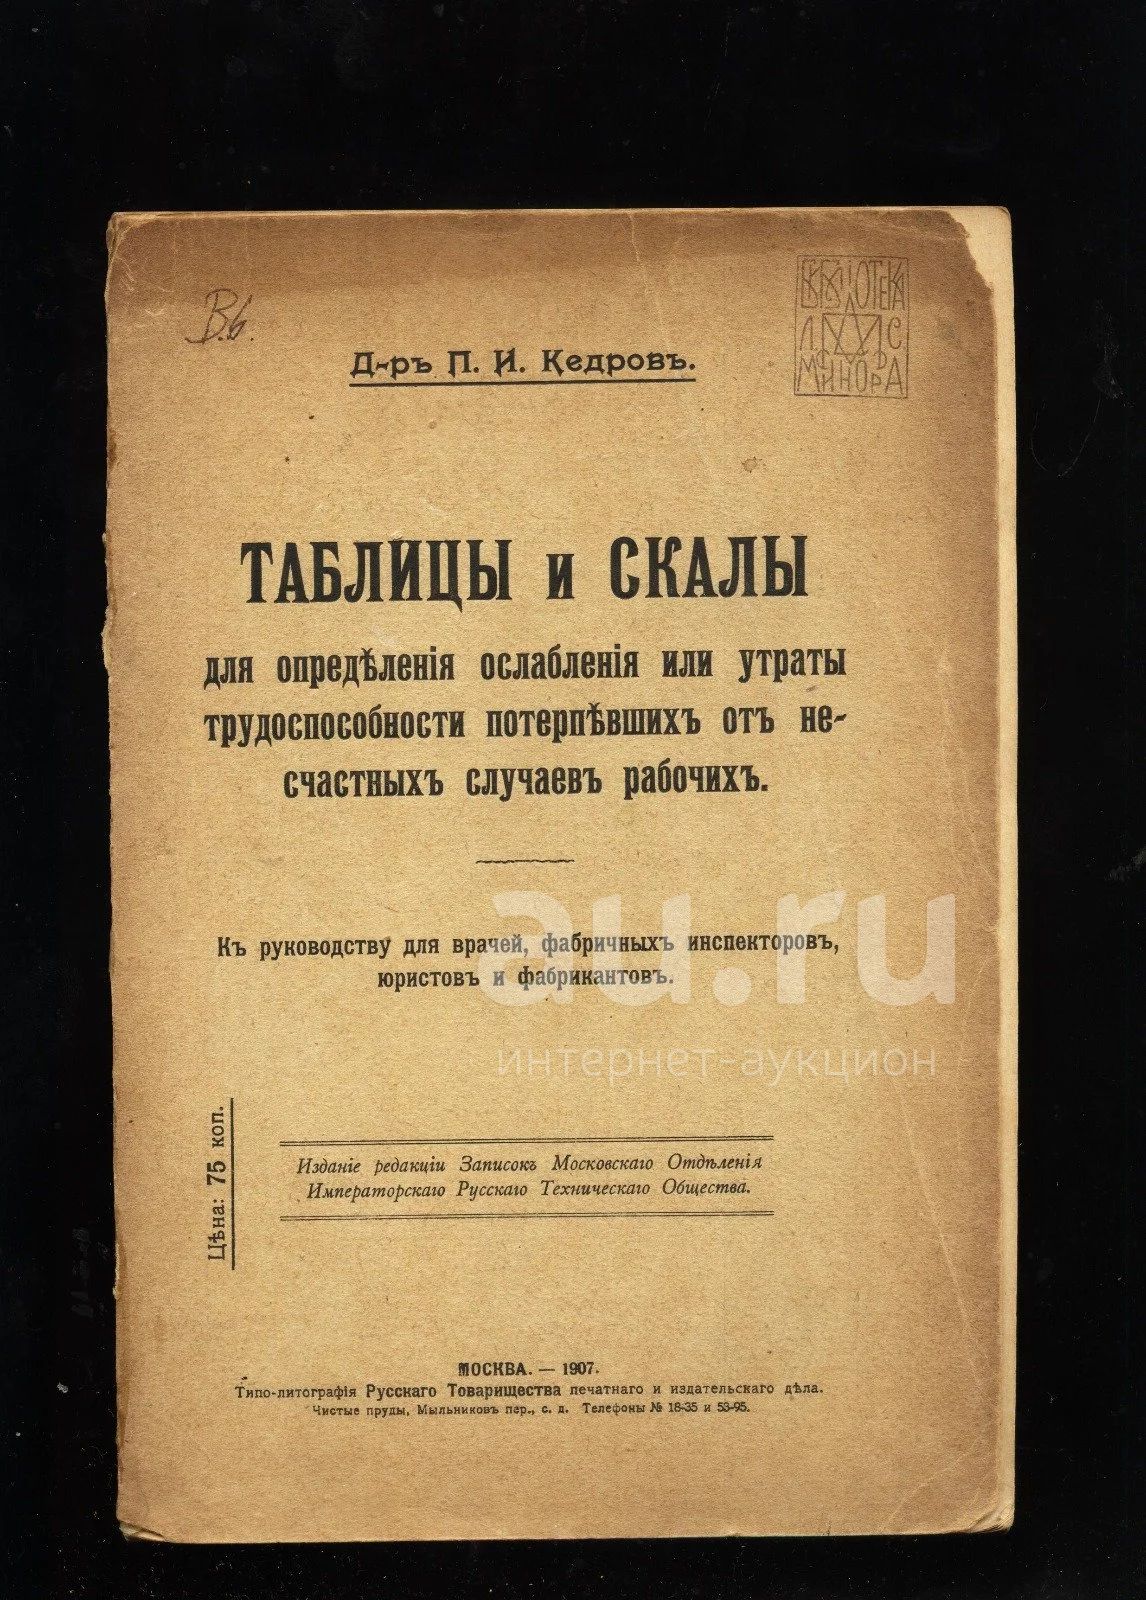 В.6.
БИБЛIОТЕКА
Л С
МИНОРА
Д-ръ П. И. Кедровъ.
ТАБЛИЦЫ и СКАЛЫ
для опредѣленія ослабленія или утраты
трудоспособности потерпѣвшихъ отъ не-
счастныхъ случаевъ рабочихъ.
au.ru
Къ руководству для врачей, фабричныхъ инспекторовъ,
юристовъ и фабрикантовъ.
интернет-аукцион
Цѣна: 75 коп.
Изданіе редакціи Записокъ Московскаго Отдѣленія
Императорскаго Русскаго Техническаго Общества.
МОСКВА. — 1907.
Типо-литографія Русскаго Товарищества печатнаго и издательскаго дѣла.
Чистые пруды, Мыльниковъ пер., с. д. Телефоны № 18-35 и 53-95.